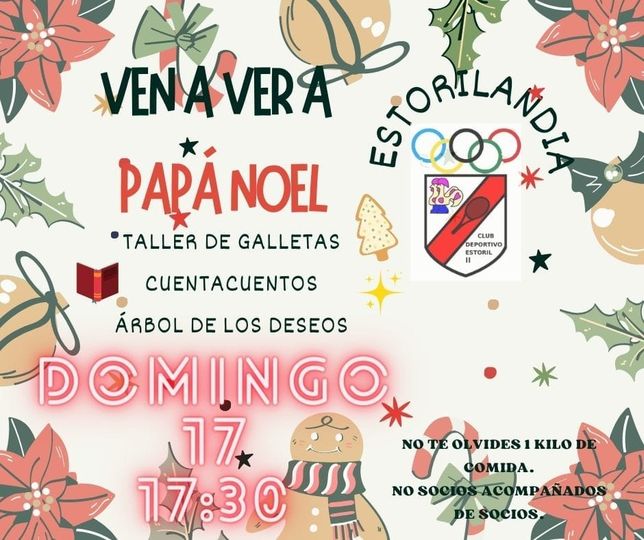 VEN A VER A
PAPÁ NOEL
ESTORILANDIA
CLUB
DEPORTIVO
ESTORIL
II
TALLER DE GALLETAS
CUENTACUENTOS
ÁRBOL DE LOS DESEOS
DOMINGO
17
17:30
NO TE OLVIDES 1 KILO DE
COMIDA.
NO SOCIOS ACOMPAÑADOS
DE SOCIOS.